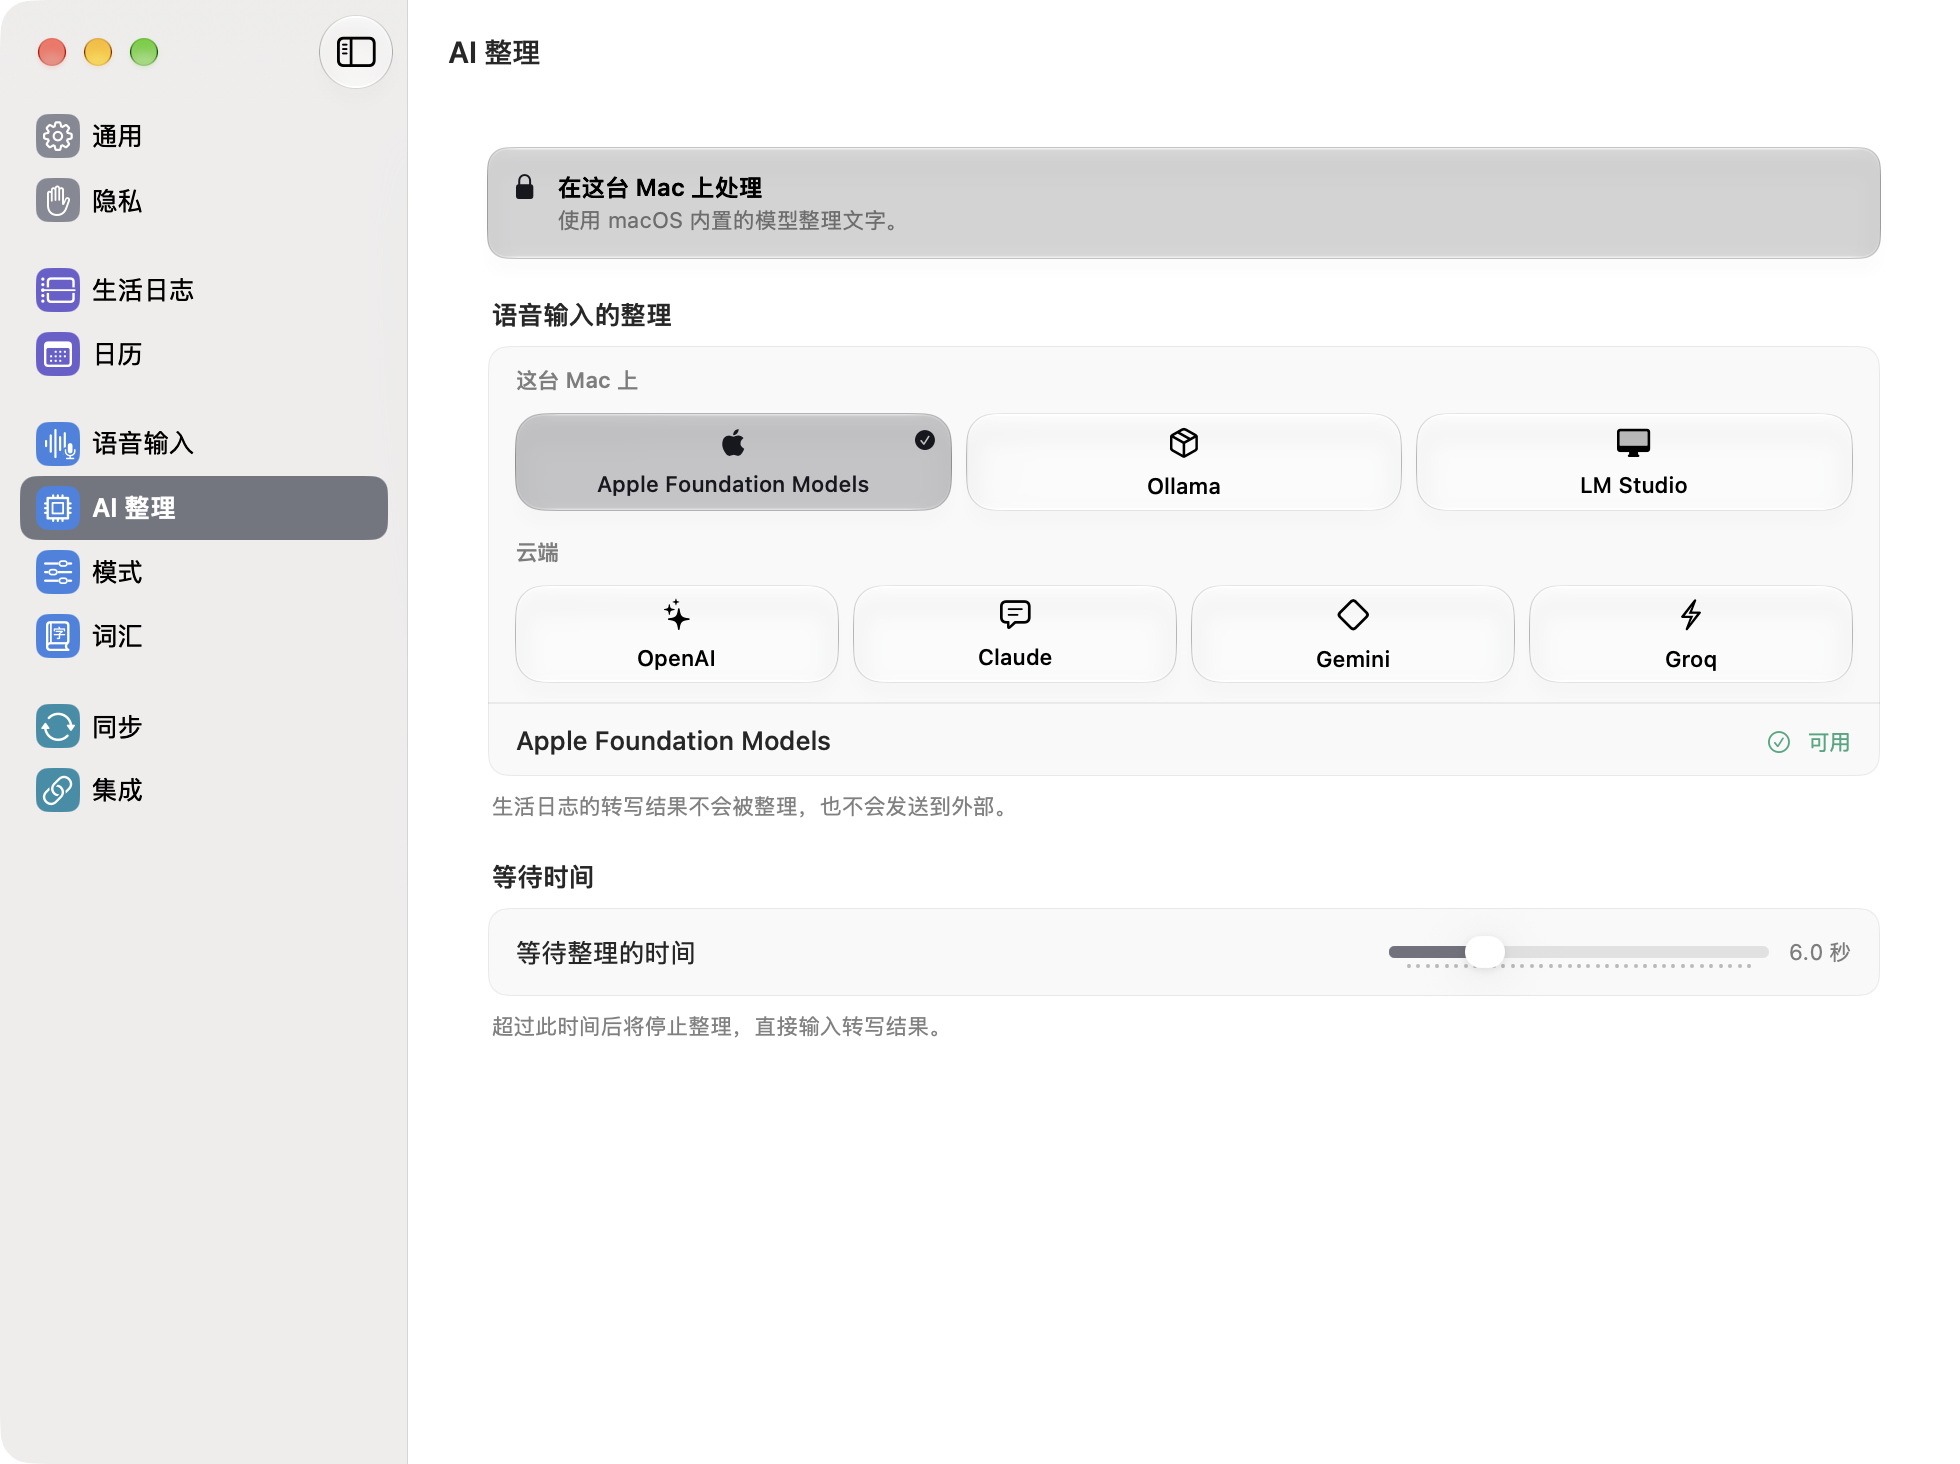 AI 整理
通用
隐私
生活日志
日历
语音输入
AI 整理
模式
词汇
同步
集成
在这台 Mac 上处理
使用 macOS 内置的模型整理文字。
语音输入的整理
这台 Mac 上
Apple Foundation Models
Ollama
LM Studio
云端
OpenAI
Claude
Gemini
Groq
Apple Foundation Models
可用
生活日志的转写结果不会被整理，也不会发送到外部。
等待时间
等待整理的时间
6.0 秒
超过此时间后将停止整理，直接输入转写结果。